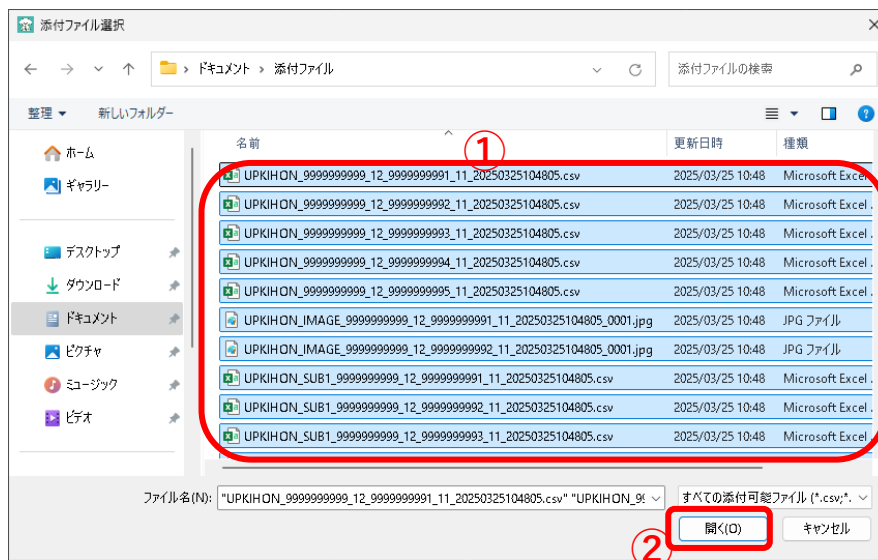 添付ファイル選択
ドキュメント › 添付ファイル
添付ファイルの検索
整理 新しいフォルダー
名前 更新日時 種類
①
ホーム
ギャラリー
デスクトップ
ダウンロード
ドキュメント
ピクチャ
ミュージック
ビデオ
UPKIHON_9999999999_12_9999999991_11_20250325104805.csv 2025/03/25 10:48 Microsoft Excel
UPKIHON_9999999999_12_9999999992_11_20250325104805.csv 2025/03/25 10:48 Microsoft Excel .
UPKIHON_9999999999_12_9999999993_11_20250325104805.csv 2025/03/25 10:48 Microsoft Excel .
UPKIHON_9999999999_12_9999999994_11_20250325104805.csv 2025/03/25 10:48 Microsoft Excel .
UPKIHON_9999999999_12_9999999995_11_20250325104805.csv 2025/03/25 10:48 Microsoft Excel .
UPKIHON_IMAGE_9999999999_12_9999999991_11_20250325104805_0001.jpg 2025/03/25 10:48 JPG ファイル
UPKIHON_IMAGE_9999999999_12_9999999992_11_20250325104805_0001.jpg 2025/03/25 10:48 JPG ファイル
UPKIHON_SUB1_9999999999_12_9999999991_11_20250325104805.csv 2025/03/25 10:48 Microsoft Excel .
UPKIHON_SUB1_9999999999_12_9999999992_11_20250325104805.csv 2025/03/25 10:48 Microsoft Excel .
UPKIHON_SUB1_9999999999_12_9999999993_11_20250325104805.csv 2025/03/25 10:48 Microsoft Excel
ファイル名(N): "UPKIHON_9999999999_12_9999999991_11_20250325104805.csv" "UPKIHON_9 すべての添付可能ファイル (*.csv;*.
② 開く(O) キャンセル